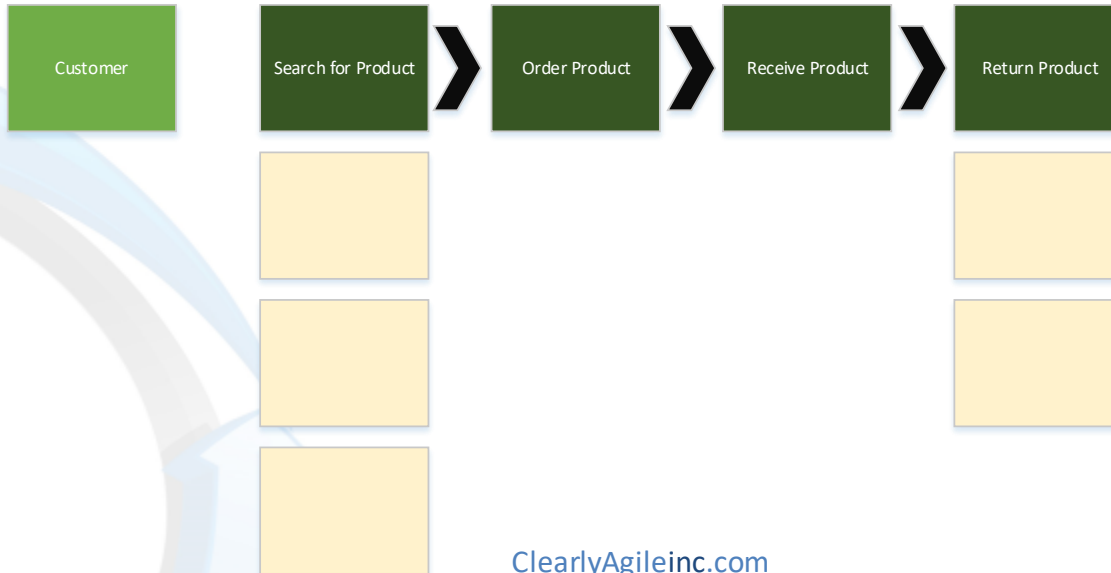 Customer
Search for Product
Order Product
Receive Product
Return Product
ClearlyAgileinc.com